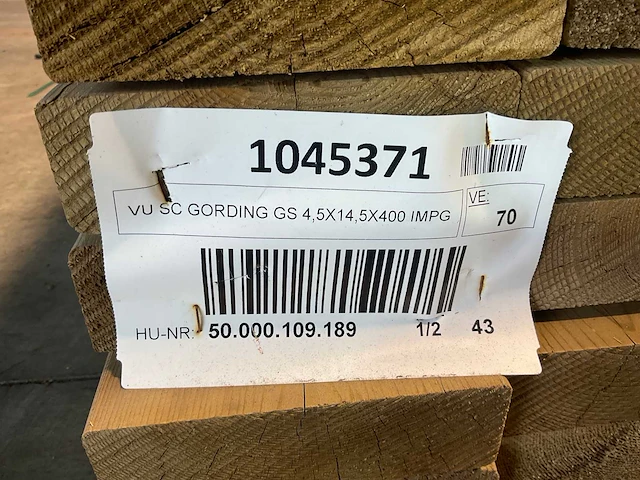 1045371
VU SC GORDING GS 4,5X14,5X400 IMPG
VE:
70
HU-NR: 50.000.109.189 1/2 43